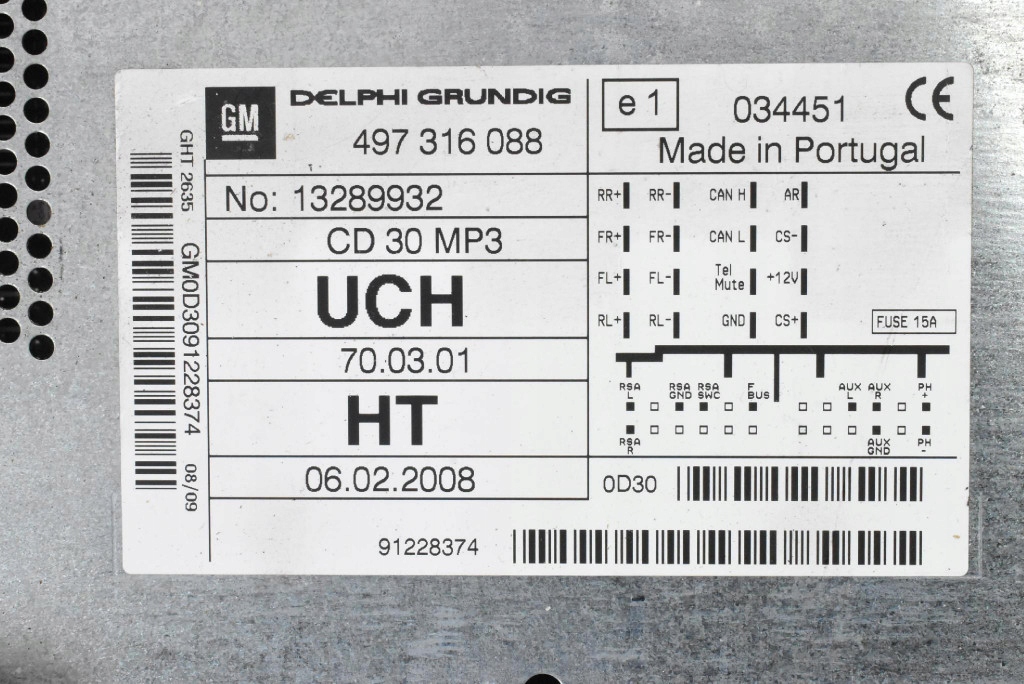 GHT 2635 GM0D3091228374 08/09
GM
DELPHI GRUNDIG
497 316 088
No: 13289932
CD 30 MP3
UCH
70.03.01
HT
06.02.2008
91228374
e1 034451 CE
Made in Portugal
RR+ RR- CAN H AR
FR+ FR- CAN L CS-
FL+ FL- Tel Mute +12V
RL+ RL- GND CS+
FUSE 15A
RSA L RSA GND RSA SWC F BUS AUX L AUX R PH +
RSA R AUX GND PH -
0D30